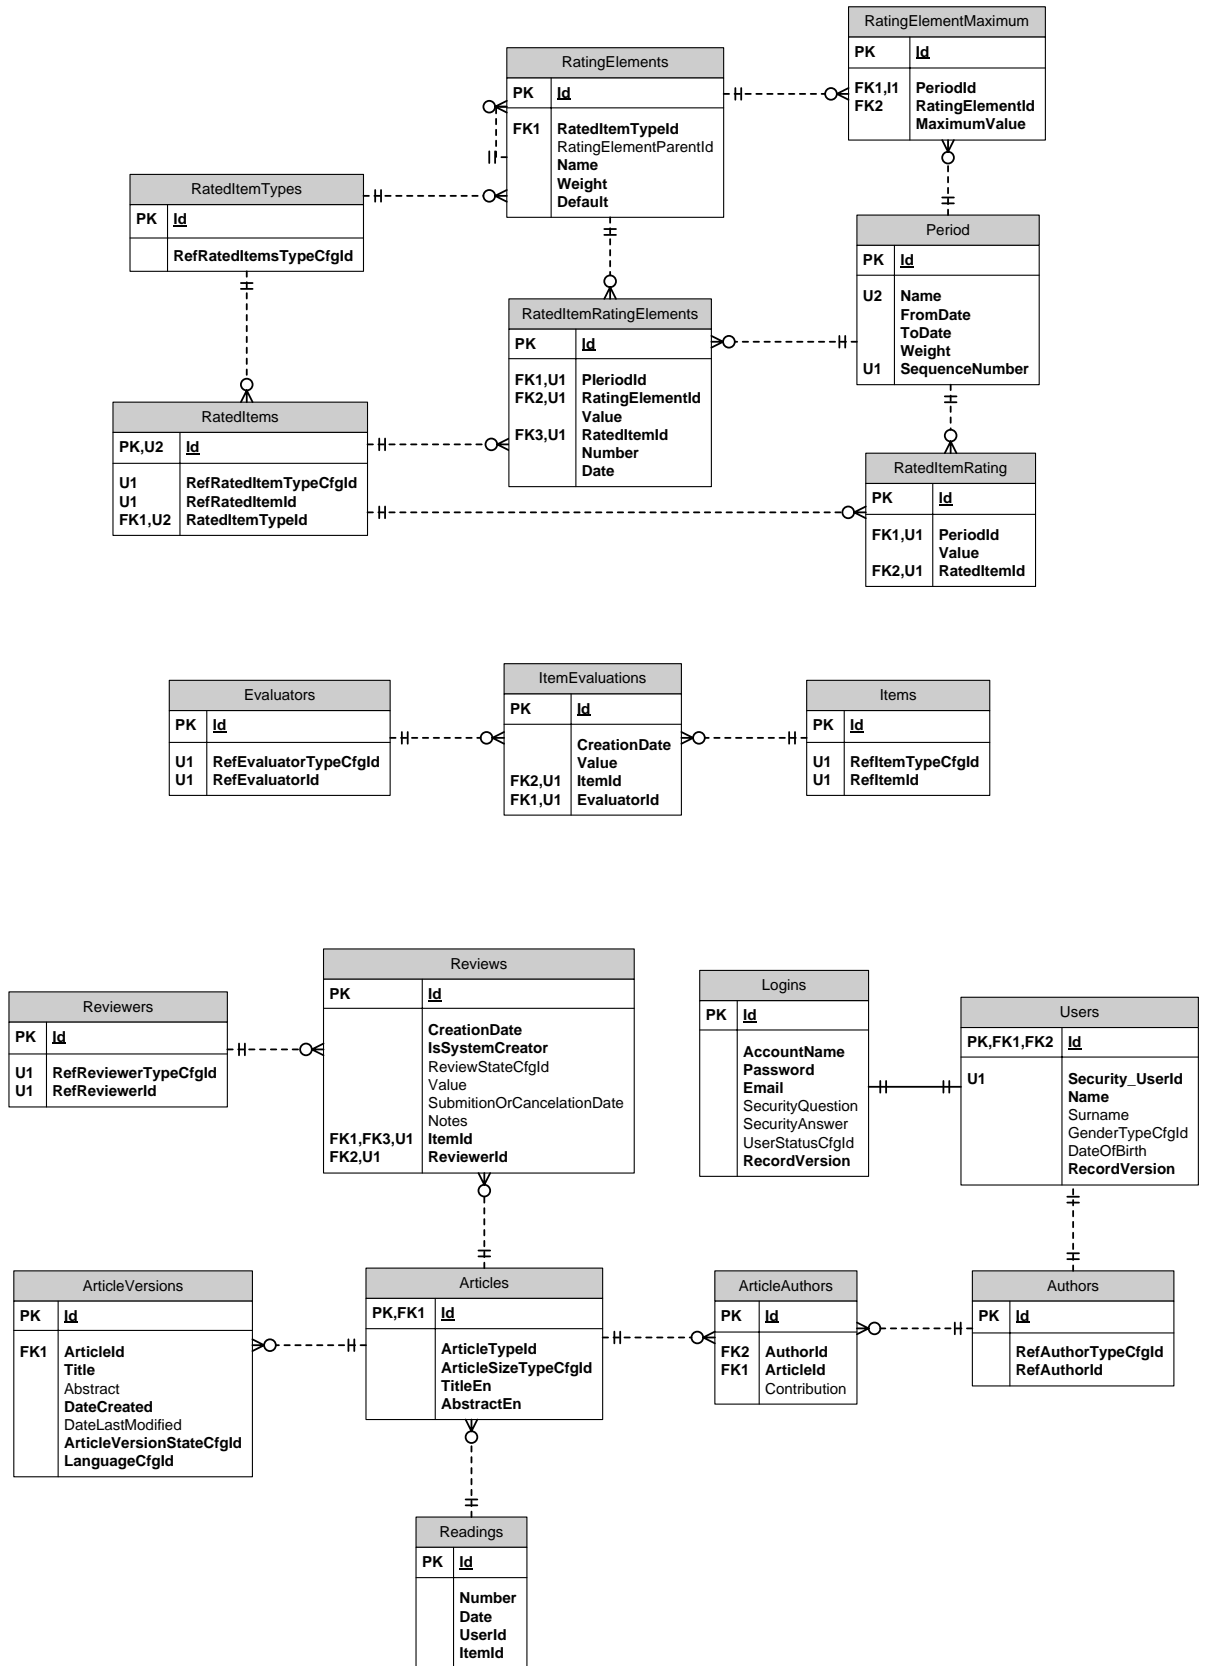 RatingElementMaximum
PK Id
FK1,I1 PeriodId
FK2 RatingElementId
MaximumValue
RatingElements
PK Id
FK1 RatedItemTypeId
RatingElementParentId
Name
Weight
Default
RatedItemTypes
PK Id
RefRatedItemsTypeCfgId
Period
PK Id
U2 Name
FromDate
ToDate
Weight
U1 SequenceNumber
RatedItemRatingElements
PK Id
FK1,U1 PIeriodId
FK2,U1 RatingElementId
Value
FK3,U1 RatedItemId
Number
Date
RatedItems
PK,U2 Id
U1 RefRatedItemTypeCfgId
U1 RefRatedItemId
FK1,U2 RatedItemTypeId
RatedItemRating
PK Id
FK1,U1 PeriodId
Value
FK2,U1 RatedItemId
Evaluators
PK Id
U1 RefEvaluatorTypeCfgId
U1 RefEvaluatorId
ItemEvaluations
PK Id
CreationDate
Value
FK2,U1 ItemId
FK1,U1 EvaluatorId
Items
PK Id
U1 RefItemTypeCfgId
U1 RefItemId
Reviewers
PK Id
U1 RefReviewerTypeCfgId
U1 RefReviewerId
Reviews
PK Id
CreationDate
IsSystemCreator
ReviewStateCfgId
Value
SubmitionOrCancelationDate
Notes
FK1,FK3,U1 ItemId
FK2,U1 ReviewerId
Logins
PK Id
AccountName
Password
Email
SecurityQuestion
SecurityAnswer
UserStatusCfgId
RecordVersion
Users
PK,FK1,FK2 Id
U1 Security_UserId
Name
Surname
GenderTypeCfgId
DateOfBirth
RecordVersion
ArticleVersions
PK Id
FK1 ArticleId
Title
Abstract
DateCreated
DateLastModified
ArticleVersionStateCfgId
LanguageCfgId
Articles
PK,FK1 Id
ArticleTypeId
ArticleSizeTypeCfgId
TitleEn
AbstractEn
ArticleAuthors
PK Id
FK2 AuthorId
FK1 ArticleId
Contribution
Authors
PK Id
RefAuthorTypeCfgId
RefAuthorId
Readings
PK Id
Number
Date
UserId
ItemId